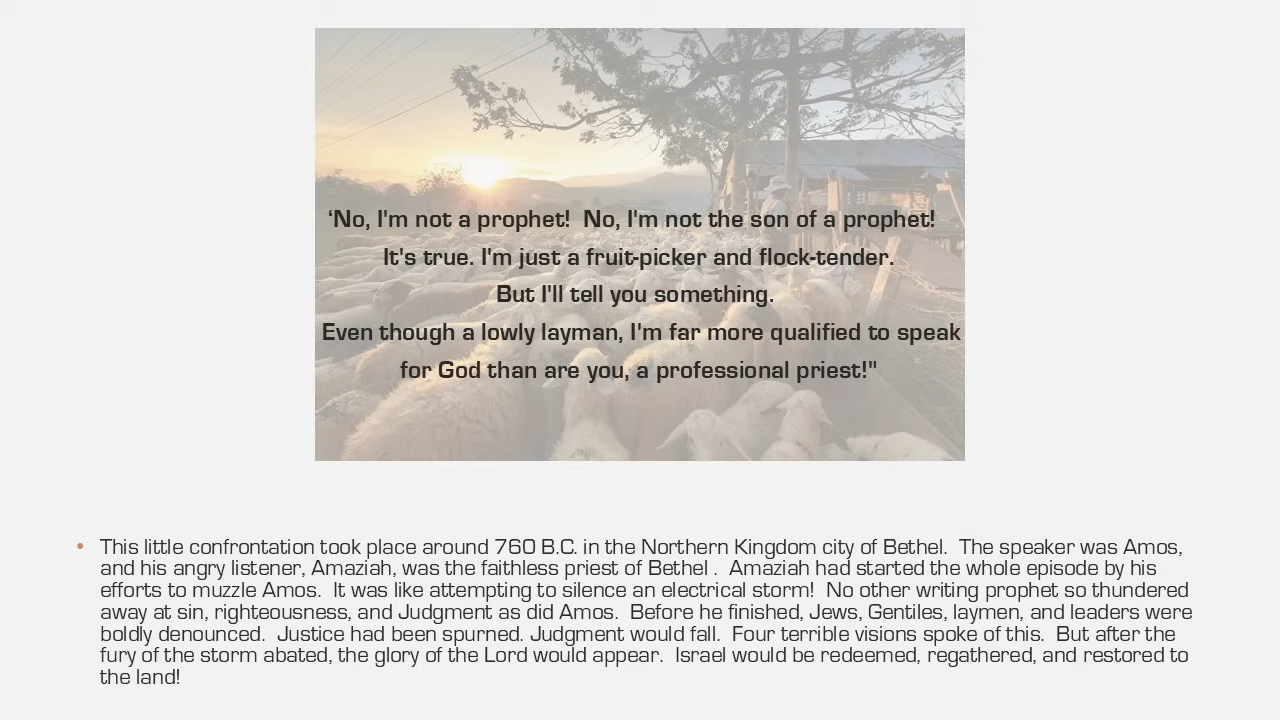 ‘No, I'm not a prophet!  No, I'm not the son of a prophet!
It's true. I'm just a fruit-picker and flock-tender.
But I'll tell you something.
Even though a lowly layman, I'm far more qualified to speak
for God than are you, a professional priest!"
• This little confrontation took place around 760 B.C. in the Northern Kingdom city of Bethel.  The speaker was Amos,
and his angry listener, Amaziah, was the faithless priest of Bethel .  Amaziah had started the whole episode by his
efforts to muzzle Amos.  It was like attempting to silence an electrical storm!  No other writing prophet so thundered
away at sin, righteousness, and Judgment as did Amos.  Before he finished, Jews, Gentiles, laymen, and leaders were
boldly denounced.  Justice had been spurned. Judgment would fall.  Four terrible visions spoke of this.  But after the
fury of the storm abated, the glory of the Lord would appear.  Israel would be redeemed, regathered, and restored to
the land!